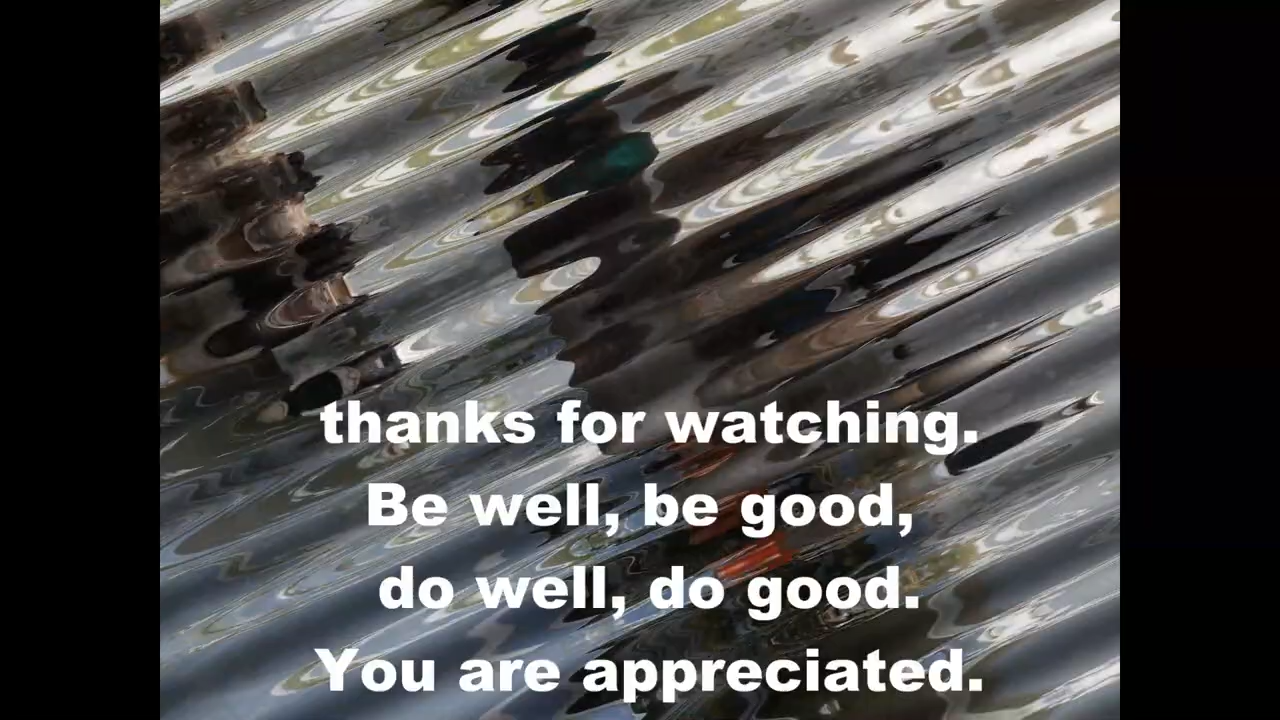 thanks for watching.
Be well, be good,
do well, do good.
You are appreciated.